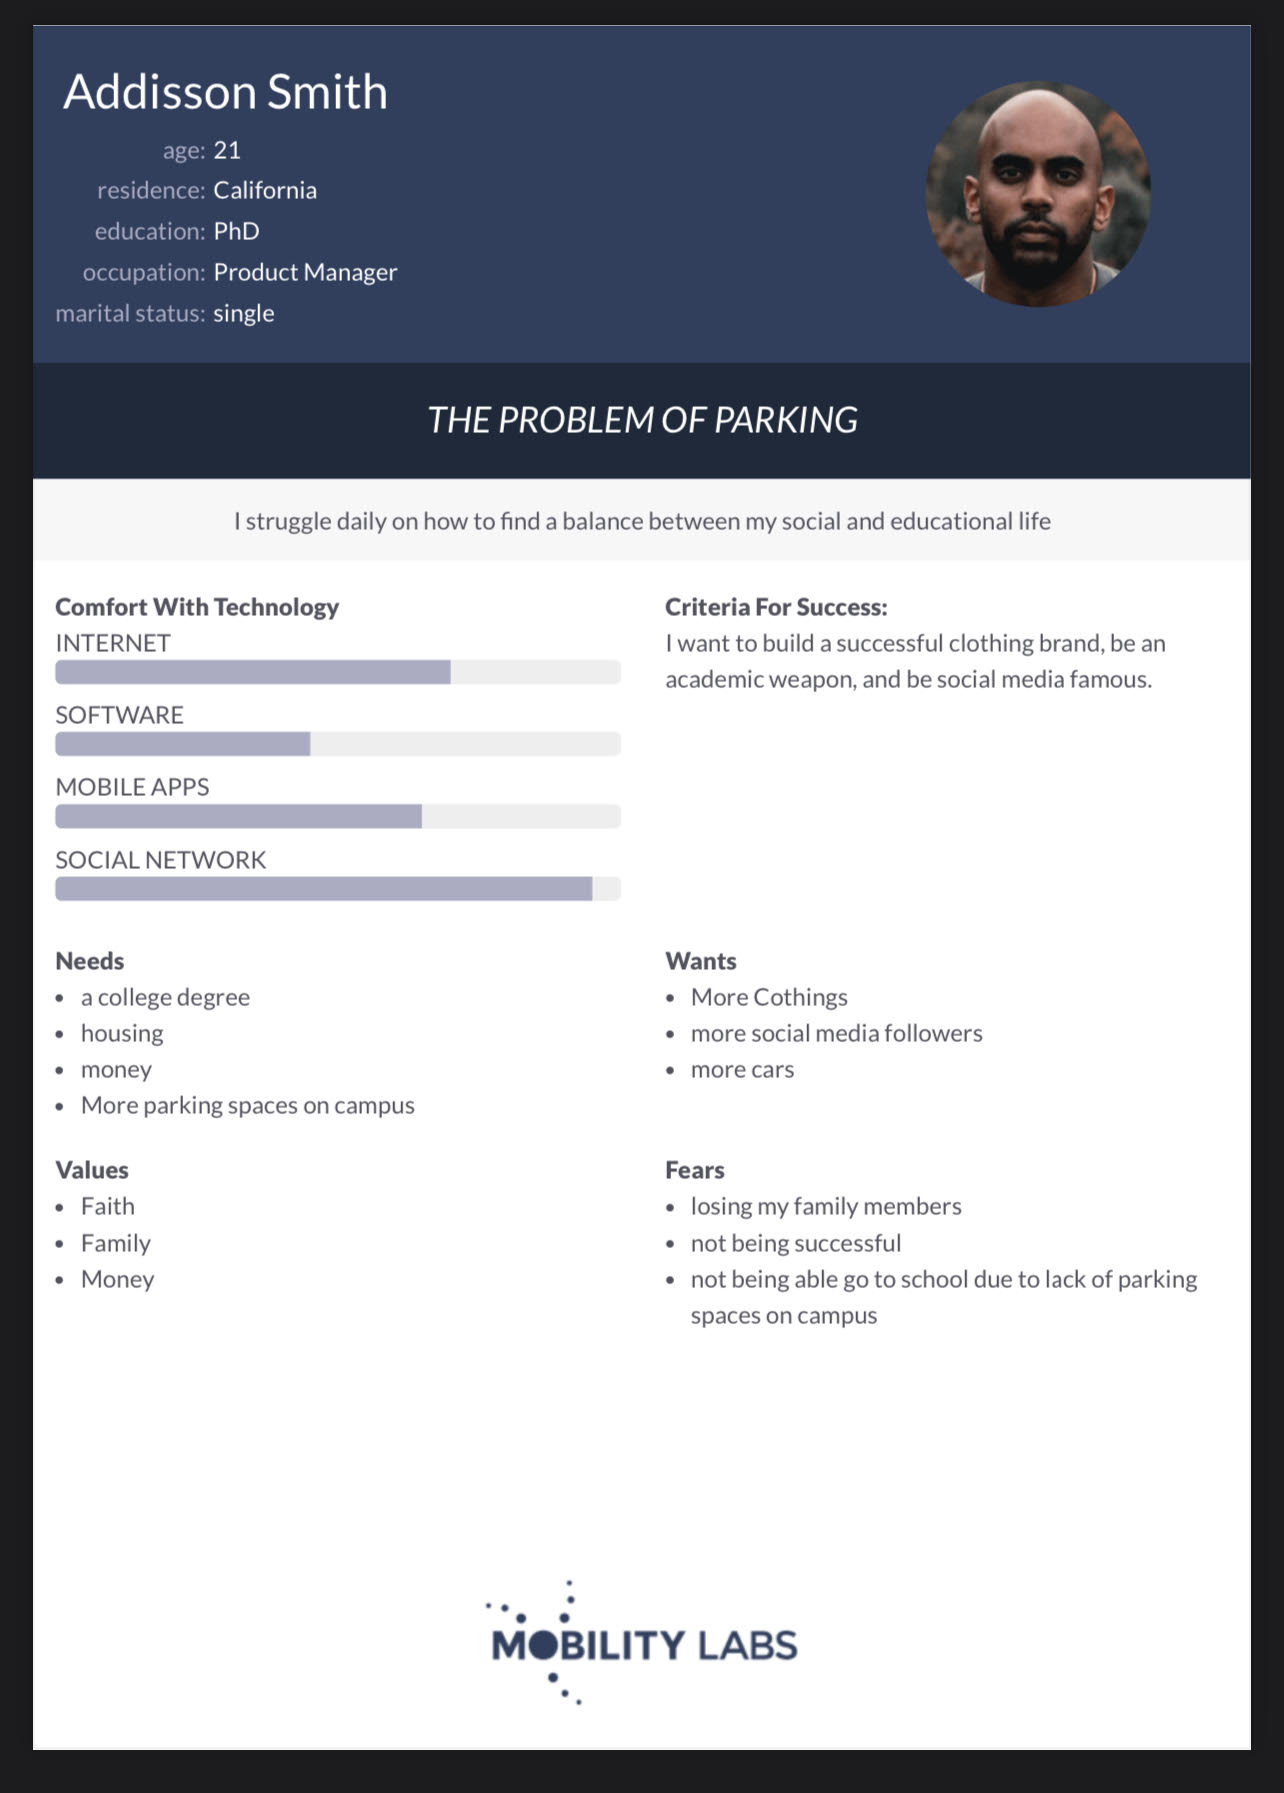 Addisson Smith
age: 21
residence: California
education: PhD
occupation: Product Manager
marital status: single
THE PROBLEM OF PARKING
I struggle daily on how to find a balance between my social and educational life
Comfort With Technology
INTERNET
SOFTWARE
MOBILE APPS
SOCIAL NETWORK
Criteria For Success:
I want to build a successful clothing brand, be an
academic weapon, and be social media famous.
Needs
• a college degree
• housing
• money
• More parking spaces on campus
Wants
• More Cothings
• more social media followers
• more cars
Values
• Faith
• Family
• Money
Fears
• losing my family members
• not being successful
• not being able go to school due to lack of parking
spaces on campus
MOBILITY LABS